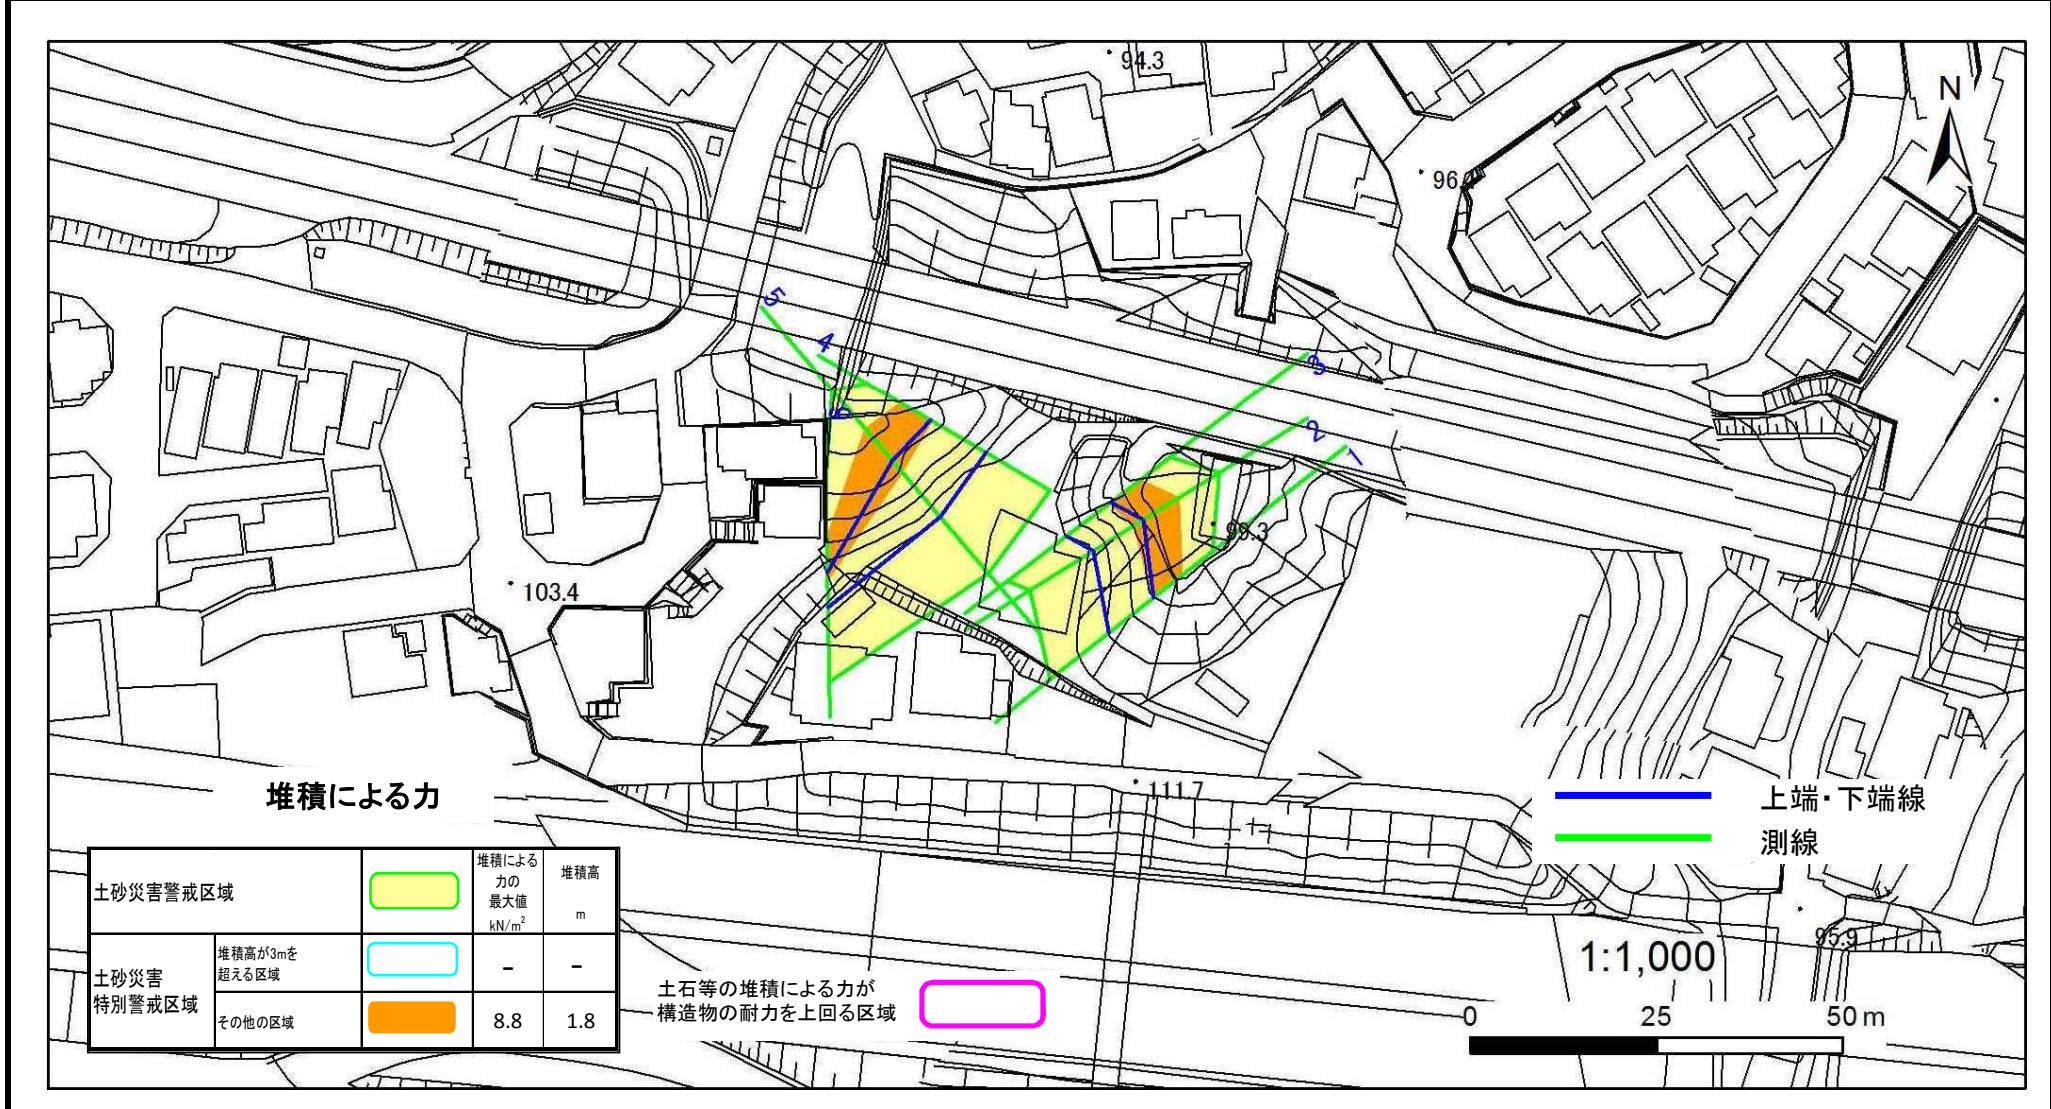 94.3
N
96.
5
4
3
6
2
1
99.3
103.4
111.7
堆積による力
上端・下端線
測線
堆積による
力の
最大値
kN/m²
堆積高
m
土砂災害警戒区域
土砂災害
特別警戒区域
堆積高が3mを
超える区域
-
-
その他の区域
8.8
1.8
土石等の堆積による力が
構造物の耐力を上回る区域
95.9
1:1,000
0
25
50 m